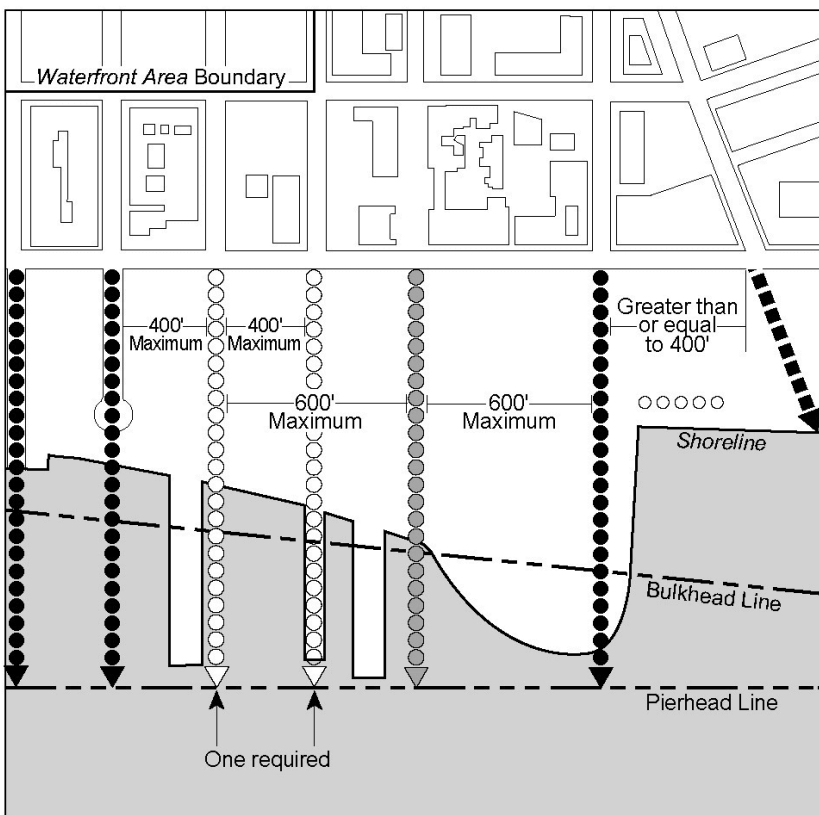 Waterfront Area Boundary
400'
Maximum
400'
Maximum
Greater than
or equal
to 400'
600'
Maximum
600'
Maximum
Shoreline
Bulkhead Line
Pierhead Line
One required